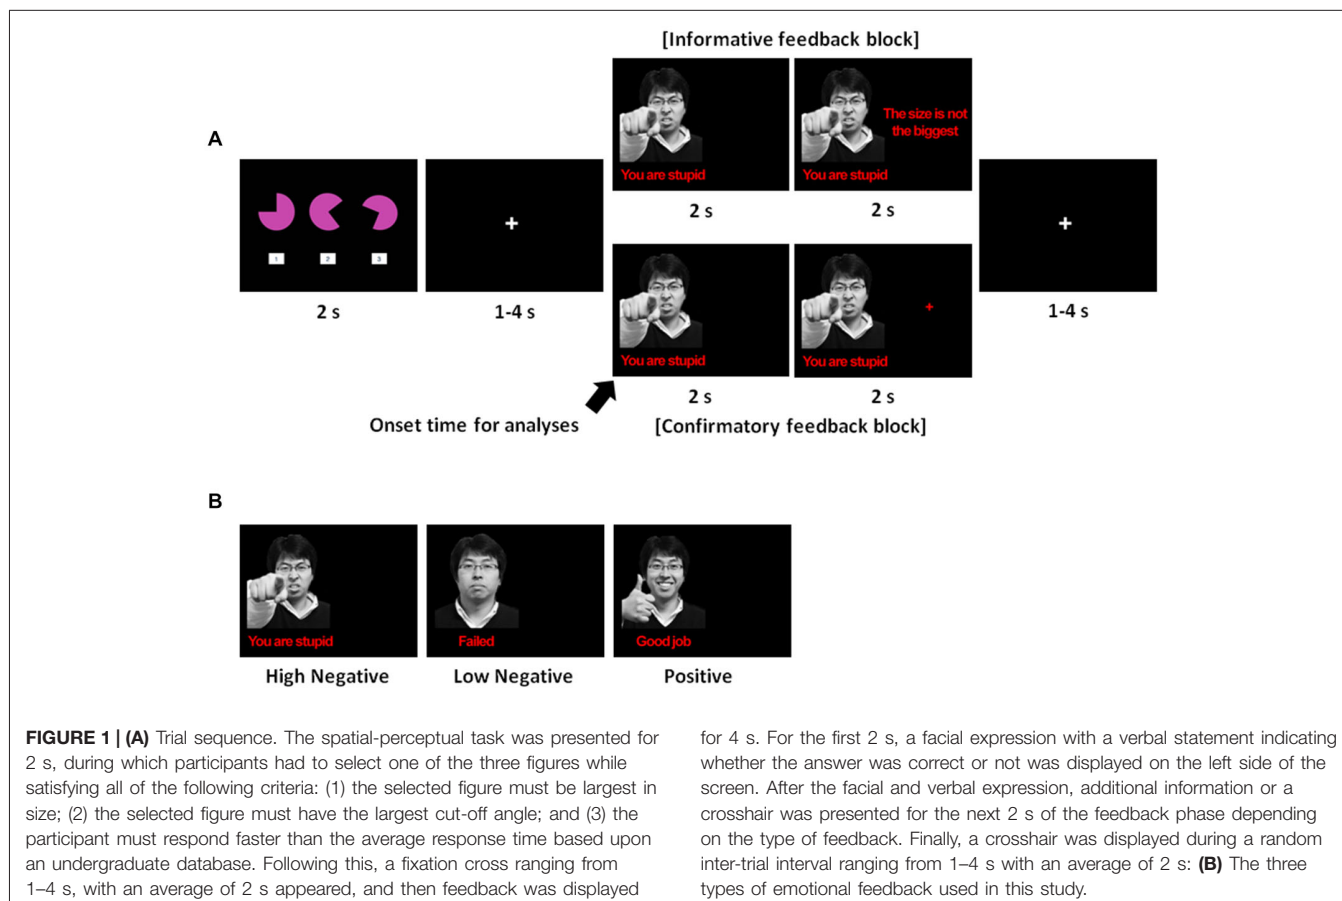 [Informative feedback block]
A
The size is not
the biggest
You are stupid
You are stupid
2 s
2 s
1
2
3
+
+
2 s
1-4 s
1-4 s
+
You are stupid
You are stupid
2 s
2 s
Onset time for analyses
[Confirmatory feedback block]
B
You are stupid
Failed
Good job
High Negative
Low Negative
Positive
FIGURE 1 | (A) Trial sequence. The spatial-perceptual task was presented for
2 s, during which participants had to select one of the three figures while
satisfying all of the following criteria: (1) the selected figure must be largest in
size; (2) the selected figure must have the largest cut-off angle; and (3) the
participant must respond faster than the average response time based upon
an undergraduate database. Following this, a fixation cross ranging from
1–4 s, with an average of 2 s appeared, and then feedback was displayed
for 4 s. For the first 2 s, a facial expression with a verbal statement indicating
whether the answer was correct or not was displayed on the left side of the
screen. After the facial and verbal expression, additional information or a
crosshair was presented for the next 2 s of the feedback phase depending
on the type of feedback. Finally, a crosshair was displayed during a random
inter-trial interval ranging from 1–4 s with an average of 2 s: (B) The three
types of emotional feedback used in this study.